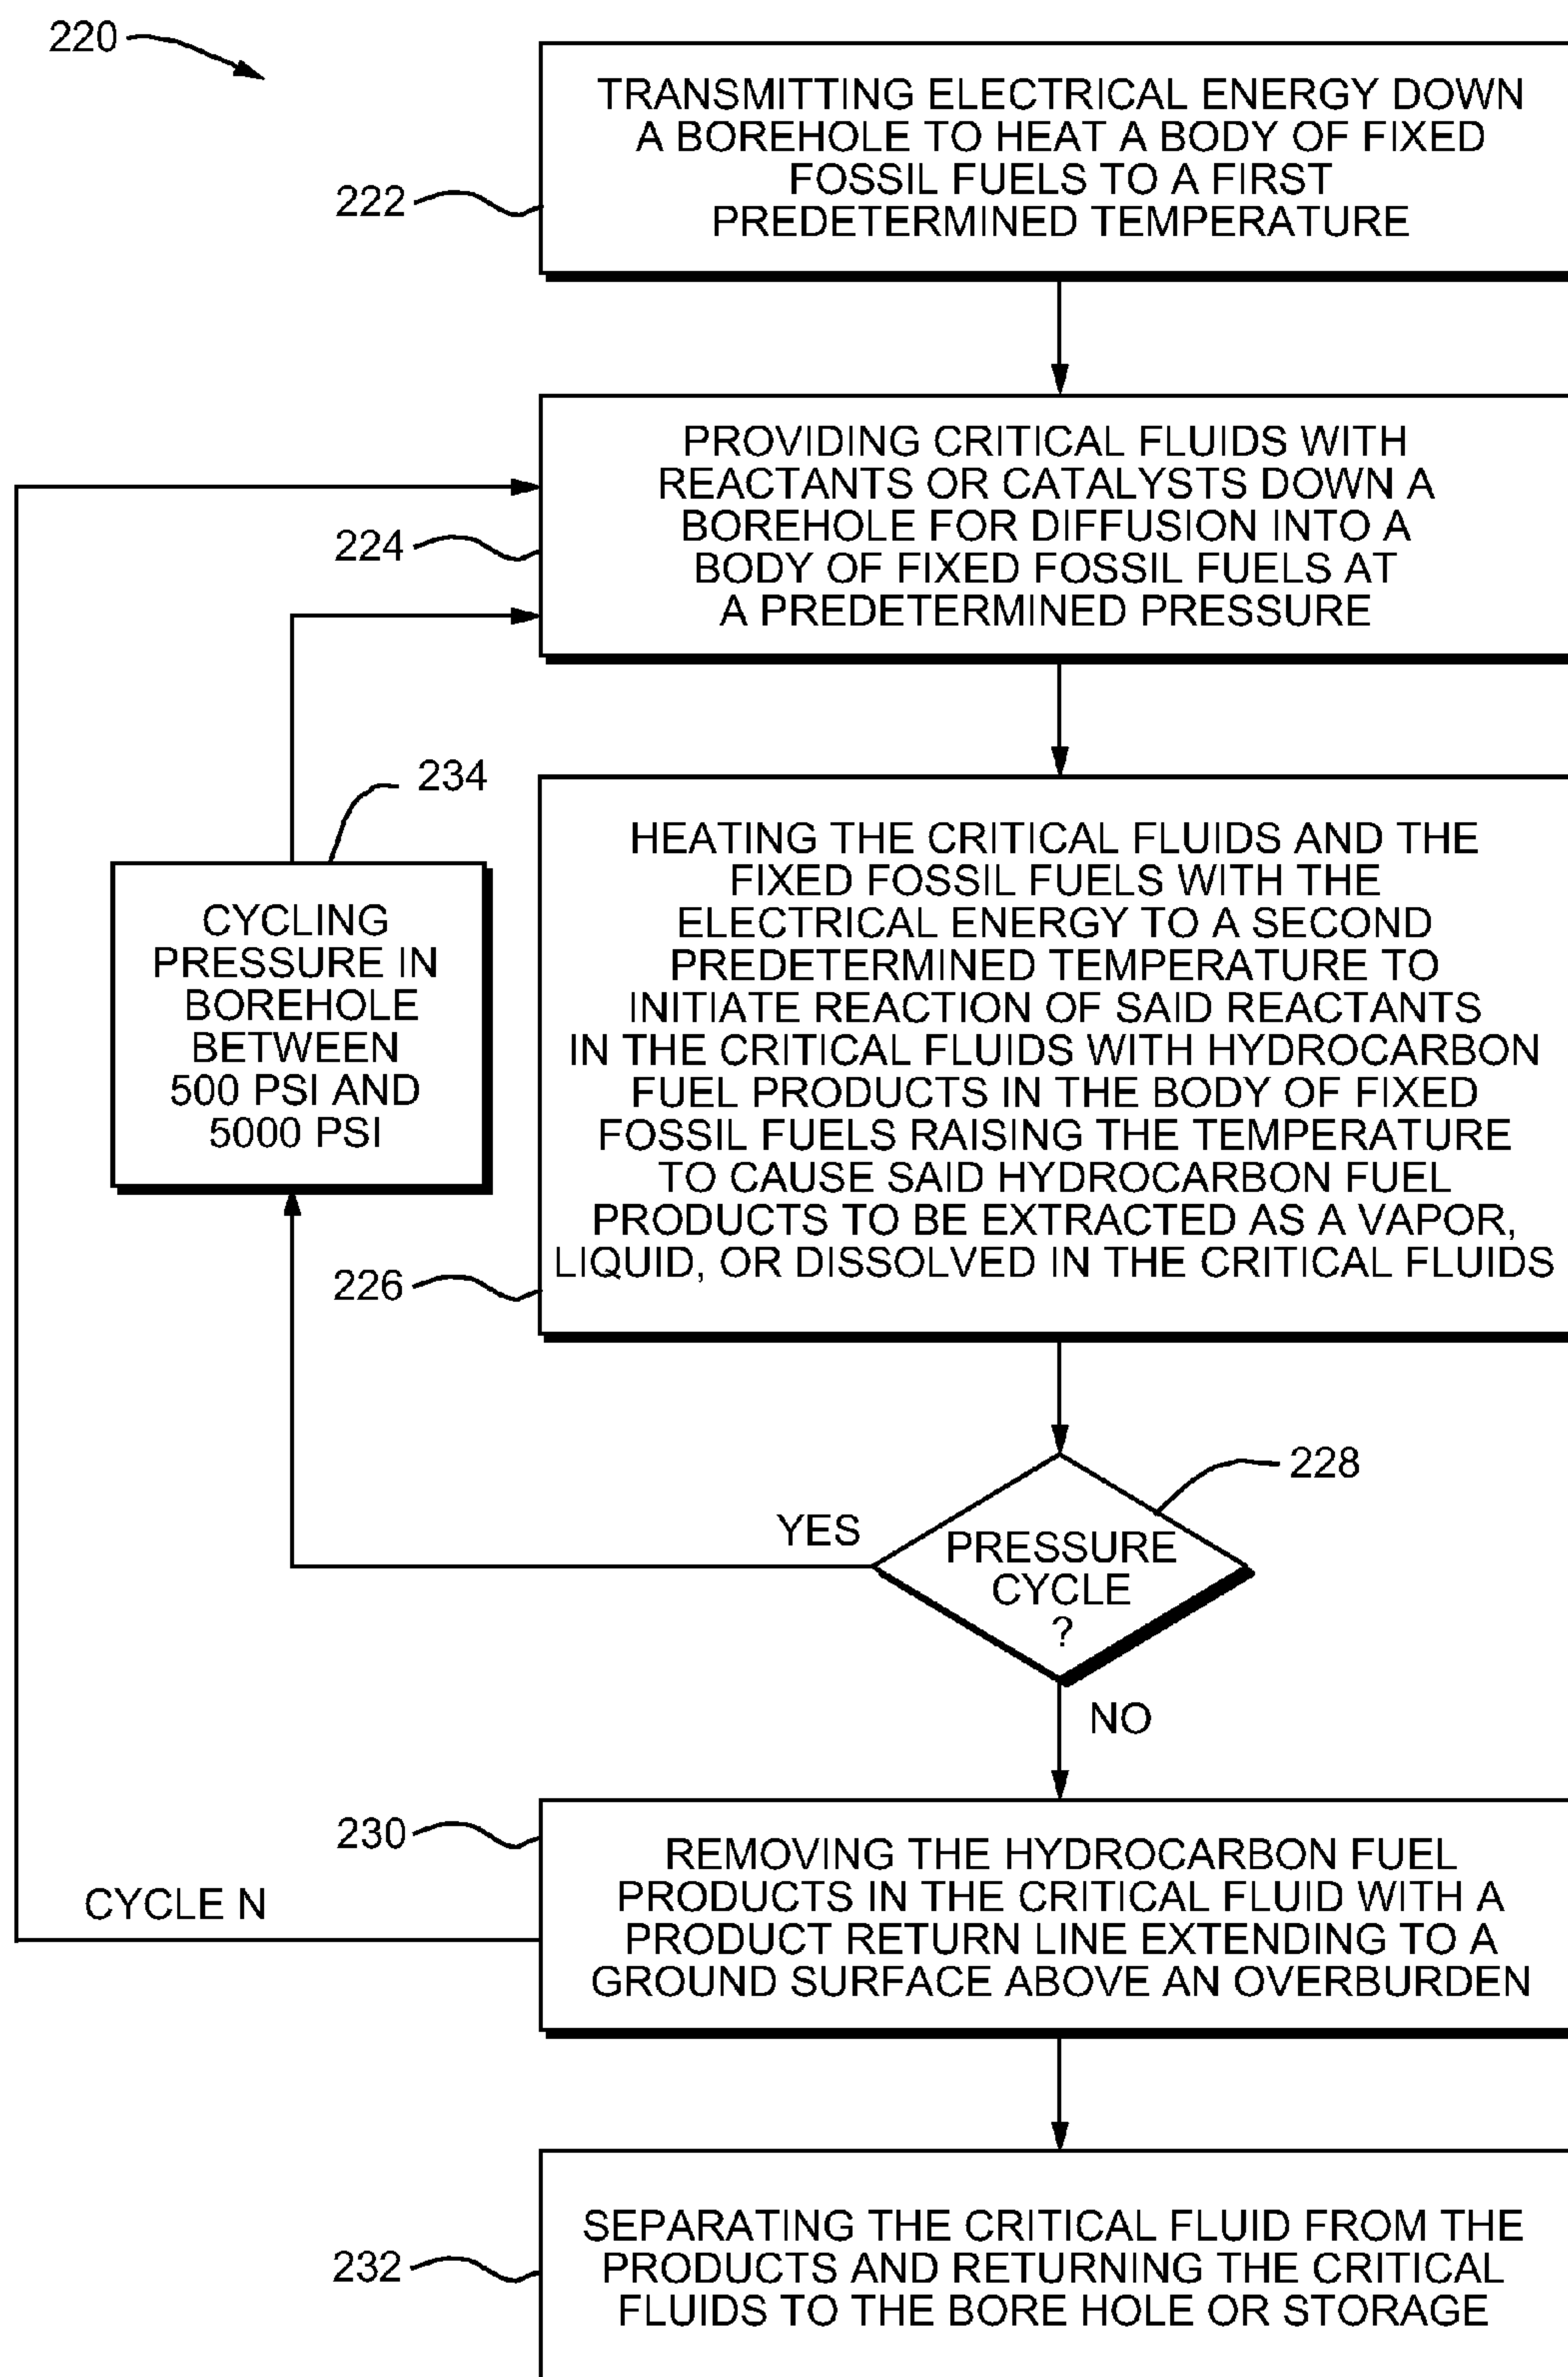 220
TRANSMITTING ELECTRICAL ENERGY DOWN
A BOREHOLE TO HEAT A BODY OF FIXED
FOSSIL FUELS TO A FIRST
PREDETERMINED TEMPERATURE
222
PROVIDING CRITICAL FLUIDS WITH
REACTANTS OR CATALYSTS DOWN A
BOREHOLE FOR DIFFUSION INTO A
BODY OF FIXED FOSSIL FUELS AT
A PREDETERMINED PRESSURE
224
234
CYCLING
PRESSURE IN
BOREHOLE
BETWEEN
500 PSI AND
5000 PSI
HEATING THE CRITICAL FLUIDS AND THE
FIXED FOSSIL FUELS WITH THE
ELECTRICAL ENERGY TO A SECOND
PREDETERMINED TEMPERATURE TO
INITIATE REACTION OF SAID REACTANTS
IN THE CRITICAL FLUIDS WITH HYDROCARBON
FUEL PRODUCTS IN THE BODY OF FIXED
FOSSIL FUELS RAISING THE TEMPERATURE
TO CAUSE SAID HYDROCARBON FUEL
PRODUCTS TO BE EXTRACTED AS A VAPOR,
LIQUID, OR DISSOLVED IN THE CRITICAL FLUIDS
226
228
YES
PRESSURE
CYCLE
?
NO
230
REMOVING THE HYDROCARBON FUEL
PRODUCTS IN THE CRITICAL FLUID WITH A
PRODUCT RETURN LINE EXTENDING TO A
GROUND SURFACE ABOVE AN OVERBURDEN
CYCLE N
SEPARATING THE CRITICAL FLUID FROM THE
PRODUCTS AND RETURNING THE CRITICAL
FLUIDS TO THE BORE HOLE OR STORAGE
232